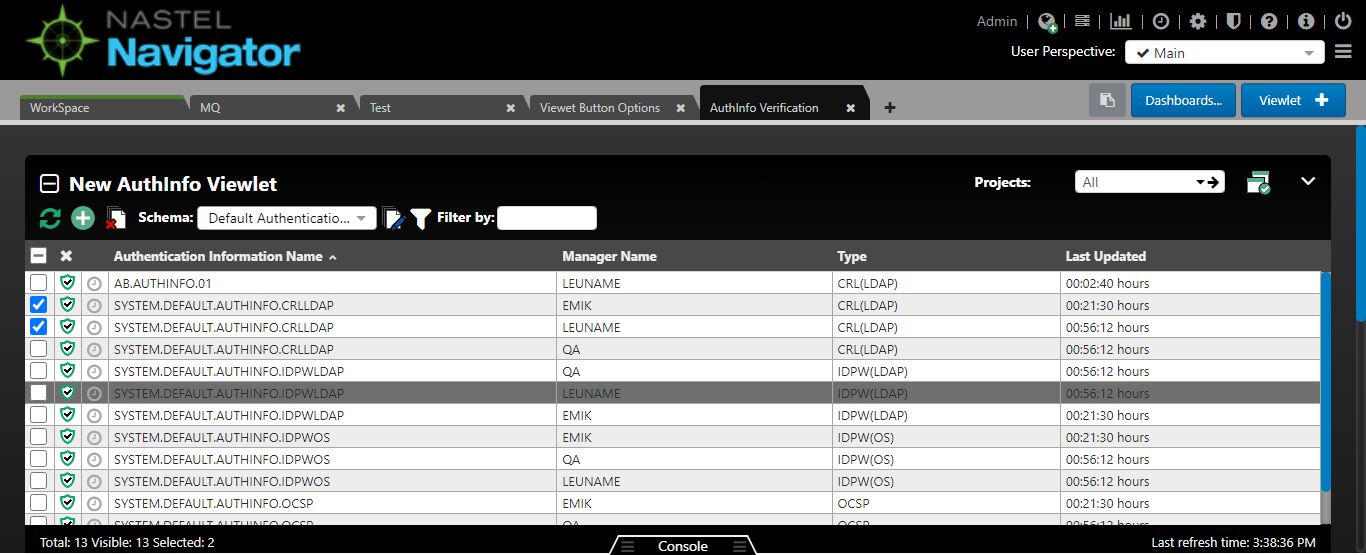 NASTEL
Navigator
Admin
User Perspective: Main
WorkSpace MQ Test Viewet Button Options AuthInfo Verification Dashboards... Viewlet
New AuthInfo Viewlet Projects: All
Schema: Default Authenticatio... Filter by:
Authentication Information Name Manager Name Type Last Updated
AB.AUTHINFO.01 LEUNAME CRL(LDAP) 00:02:40 hours
SYSTEM.DEFAULT.AUTHINFO.CRLLDAP EMIK CRL(LDAP) 00:21:30 hours
SYSTEM.DEFAULT.AUTHINFO.CRLLDAP LEUNAME CRL(LDAP) 00:56:12 hours
SYSTEM.DEFAULT.AUTHINFO.CRLLDAP QA CRL(LDAP) 00:56:12 hours
SYSTEM.DEFAULT.AUTHINFO.IDPWLDAP QA IDPW(LDAP) 00:56:12 hours
SYSTEM.DEFAULT.AUTHINFO.IDPWLDAP LEUNAME IDPW(LDAP) 00:56:12 hours
SYSTEM.DEFAULT.AUTHINFO.IDPWLDAP EMIK IDPW(LDAP) 00:21:30 hours
SYSTEM.DEFAULT.AUTHINFO.IDPWOS EMIK IDPW(OS) 00:21:30 hours
SYSTEM.DEFAULT.AUTHINFO.IDPWOS QA IDPW(OS) 00:56:12 hours
SYSTEM.DEFAULT.AUTHINFO.IDPWOS LEUNAME IDPW(OS) 00:56:12 hours
SYSTEM.DEFAULT.AUTHINFO.OCSP EMIK OCSP 00:21:30 hours
SYSTEM.DEFAULT.AUTHINFO.OCSP QA OCSP 00:56:12 hours
Total: 13 Visible: 13 Selected: 2 Console Last refresh time: 3:38:36 PM